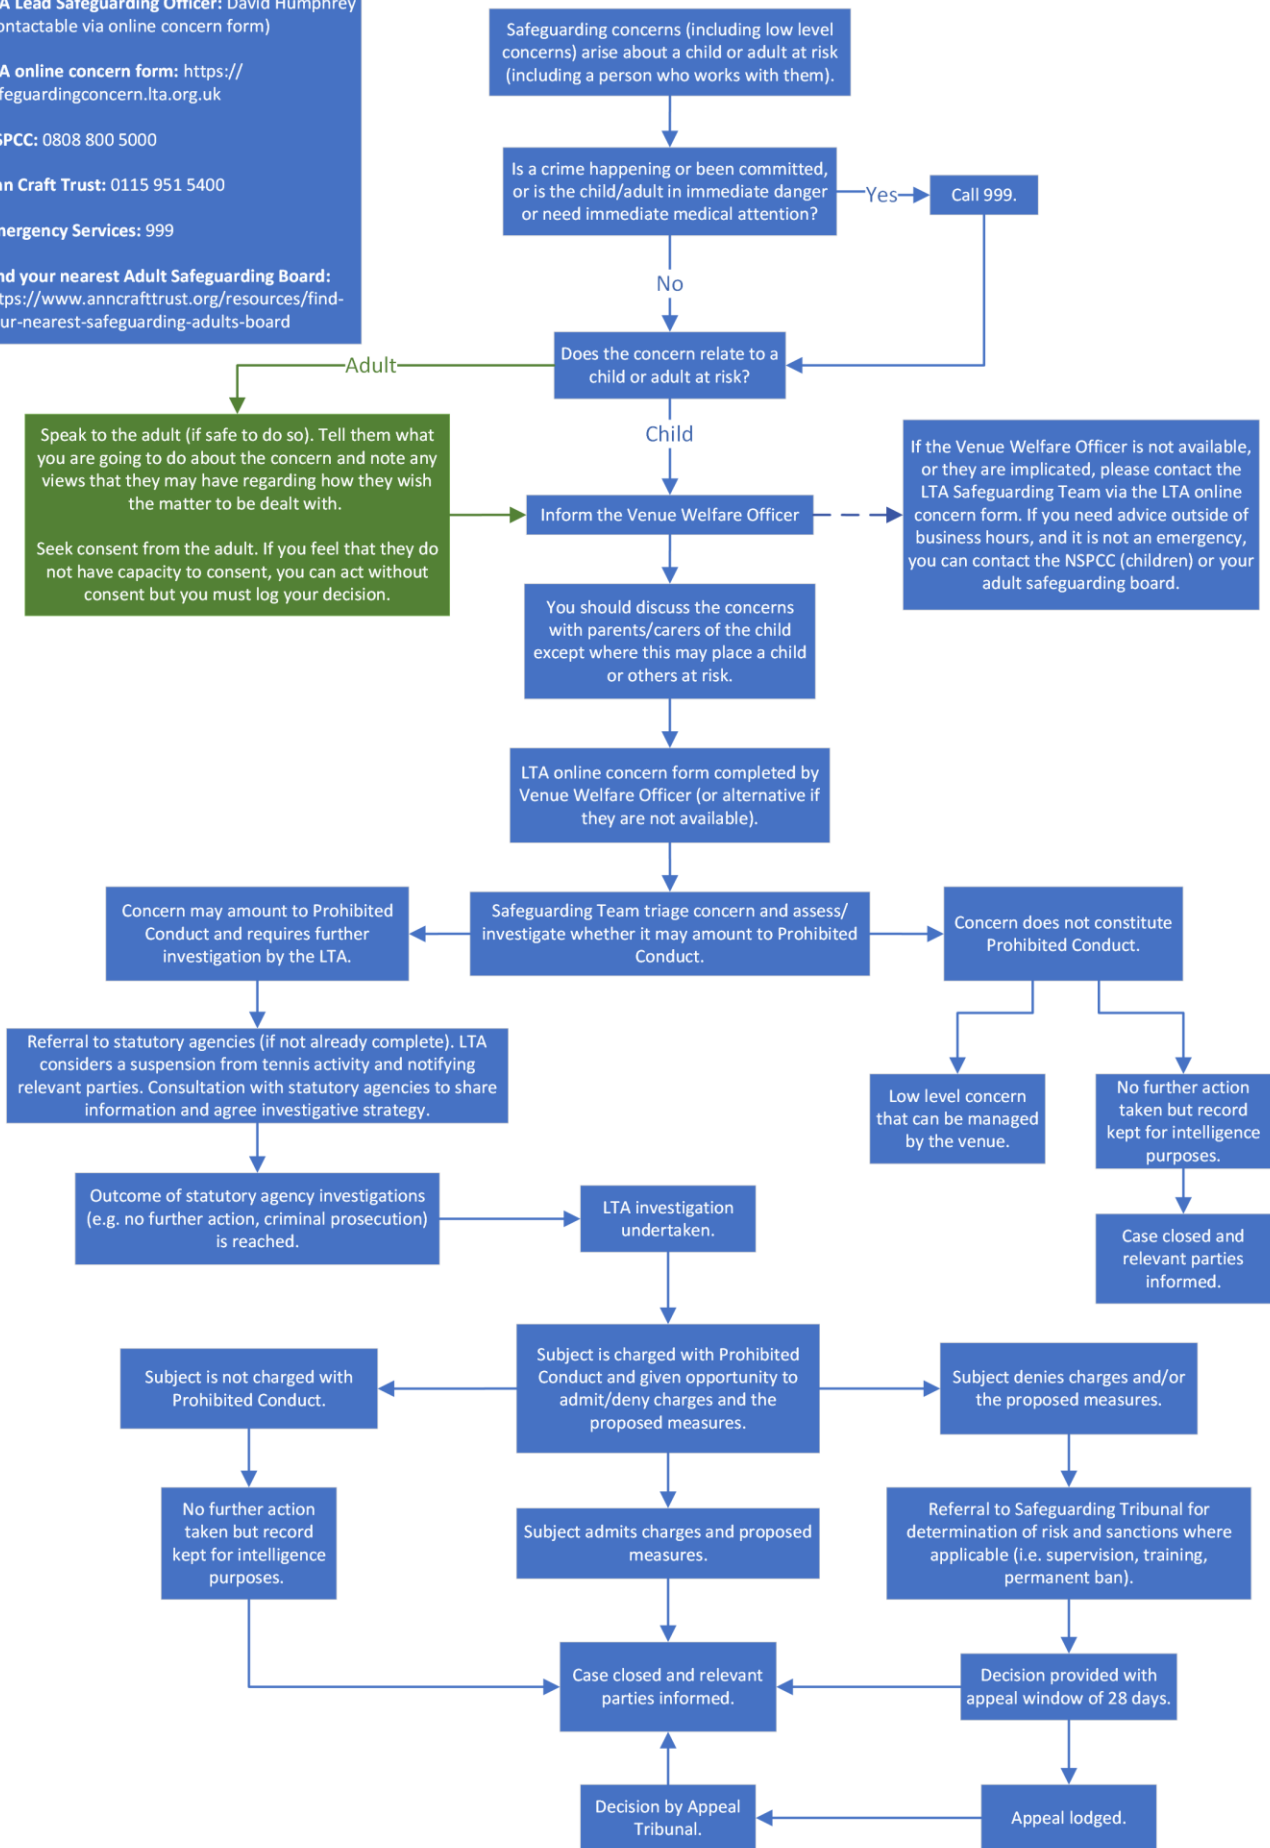 Lead Safeguarding Officer: David Humphrey
contactable via online concern form)
online concern form: https://
safeguardingconcern.lta.org.uk
NSPCC: 0808 800 5000
Ann Craft Trust: 0115 951 5400
Emergency Services: 999
Find your nearest Adult Safeguarding Board:
https://www.anncrafttrust.org/resources/find-
your-nearest-safeguarding-adults-board
Safeguarding concerns (including low level
concerns) arise about a child or adult at risk
(including a person who works with them).
Is a crime happening or been committed,
or is the child/adult in immediate danger
or need immediate medical attention?
Yes
Call 999.
No
Does the concern relate to a
child or adult at risk?
Adult
Child
Speak to the adult (if safe to do so). Tell them what
you are going to do about the concern and note any
views that they may have regarding how they wish
the matter to be dealt with.
Seek consent from the adult. If you feel that they do
not have capacity to consent, you can act without
consent but you must log your decision.
Inform the Venue Welfare Officer
If the Venue Welfare Officer is not available,
or they are implicated, please contact the
LTA Safeguarding Team via the LTA online
concern form. If you need advice outside of
business hours, and it is not an emergency,
you can contact the NSPCC (children) or your
adult safeguarding board.
You should discuss the concerns
with parents/carers of the child
except where this may place a child
or others at risk.
LTA online concern form completed by
Venue Welfare Officer (or alternative if
they are not available).
Concern may amount to Prohibited
Conduct and requires further
investigation by the LTA.
Safeguarding Team triage concern and assess/
investigate whether it may amount to Prohibited
Conduct.
Concern does not constitute
Prohibited Conduct.
Referral to statutory agencies (if not already complete). LTA
considers a suspension from tennis activity and notifying
relevant parties. Consultation with statutory agencies to share
information and agree investigative strategy.
Low level concern
that can be managed
by the venue.
No further action
taken but record
kept for intelligence
purposes.
Outcome of statutory agency investigations
(e.g. no further action, criminal prosecution)
is reached.
LTA investigation
undertaken.
Case closed and
relevant parties
informed.
Subject is not charged with
Prohibited Conduct.
Subject is charged with Prohibited
Conduct and given opportunity to
admit/deny charges and the
proposed measures.
Subject denies charges and/or
the proposed measures.
No further action
taken but record
kept for intelligence
purposes.
Subject admits charges and proposed
measures.
Referral to Safeguarding Tribunal for
determination of risk and sanctions where
applicable (i.e. supervision, training,
permanent ban).
Case closed and relevant
parties informed.
Decision provided with
appeal window of 28 days.
Decision by Appeal
Tribunal.
Appeal lodged.